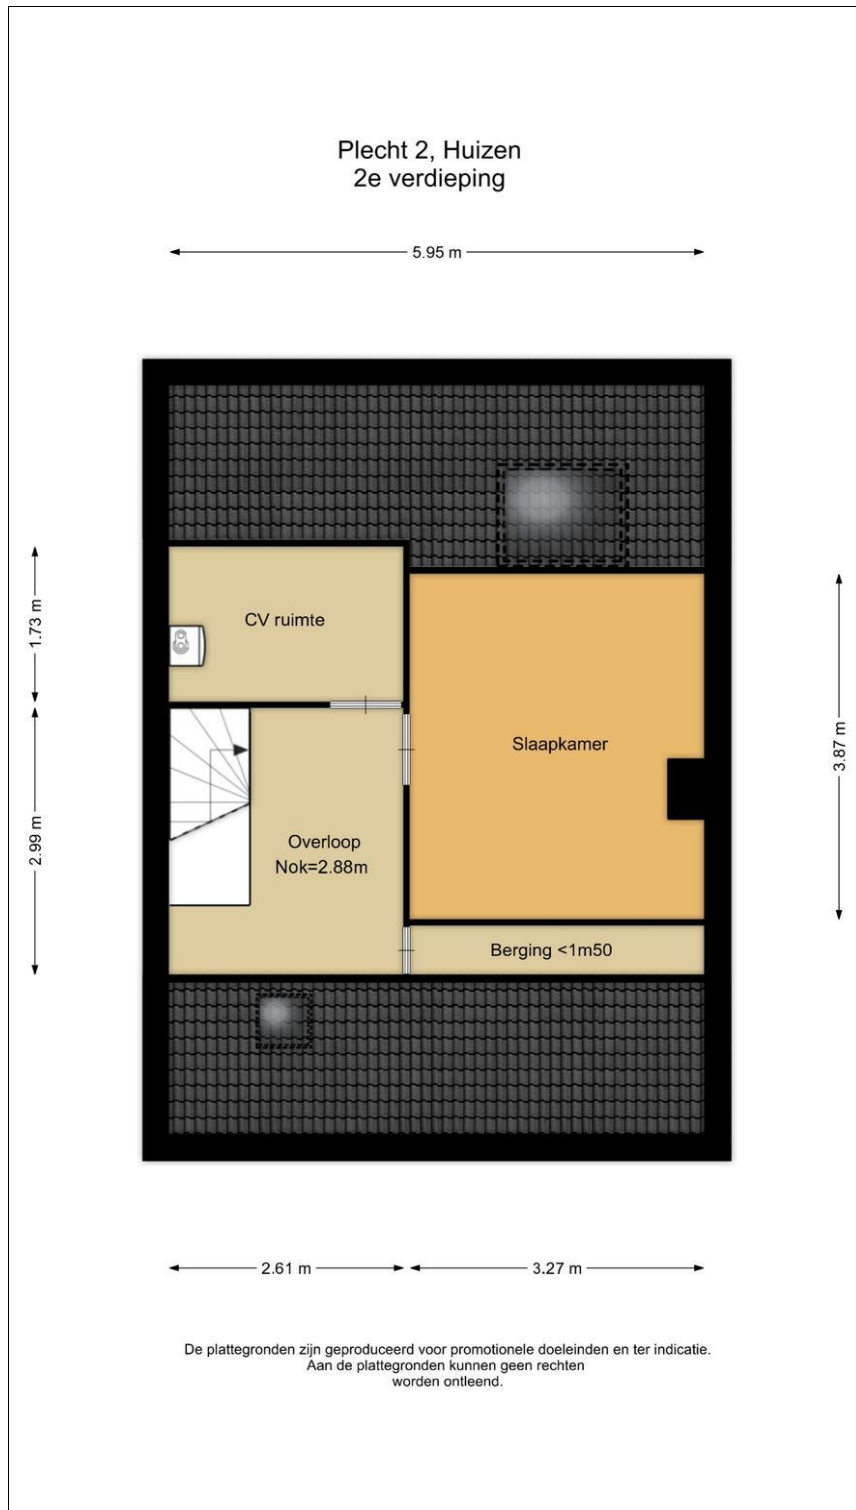 Plecht 2, Huizen
2e verdieping
5.95 m
1.73 m
CV ruimte
Slaapkamer
3.87 m
2.99 m
Overloop
Nok=2.88m
Berging <1m50
2.61 m
3.27 m
De plattegronden zijn geproduceerd voor promotionele doeleinden en ter indicatie.
Aan de plattegronden kunnen geen rechten
worden ontleend.